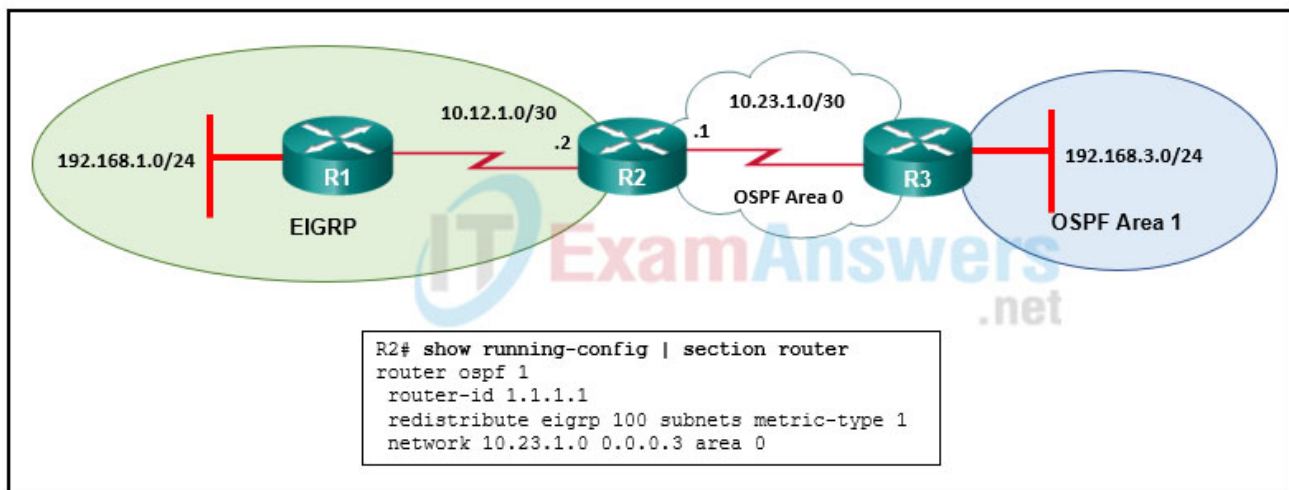 192.168.1.0/24
R1
EIGRP
10.12.1.0/30
.2
R2
.1
10.23.1.0/30
OSPF Area 0
R3
192.168.3.0/24
OSPF Area 1
ITExamAnswers
.net
R2# show running-config | section router
router ospf 1
 router-id 1.1.1.1
 redistribute eigrp 100 subnets metric-type 1
 network 10.23.1.0 0.0.0.3 area 0